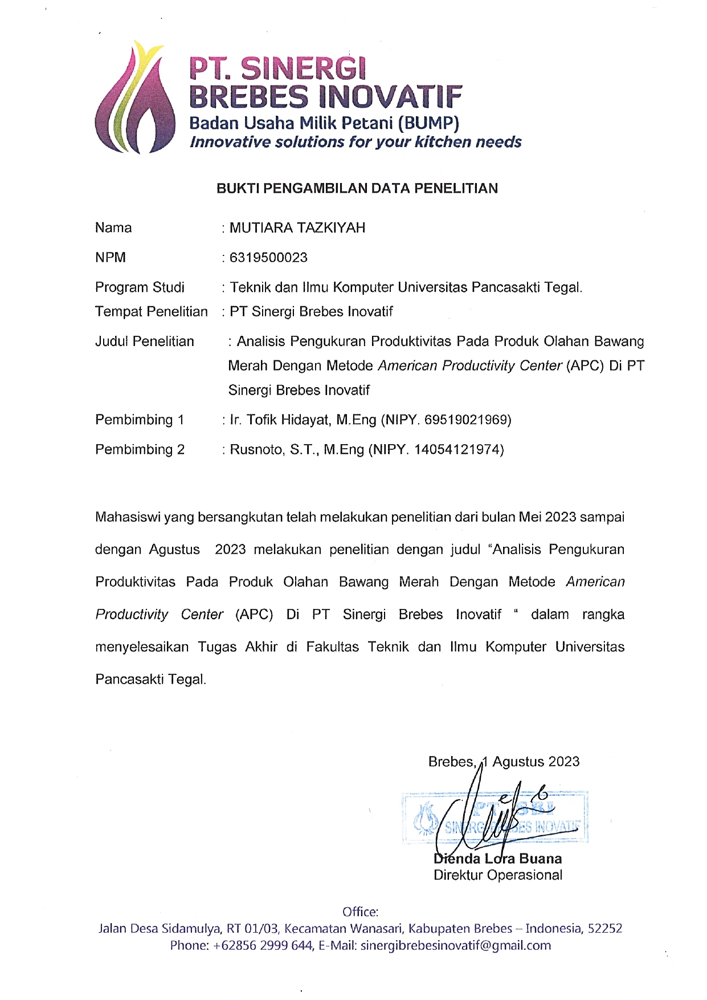 PT. SINERGI
BREBES INOVATIF
Badan Usaha Milik Petani (BUMP)
Innovative solutions for your kitchen needs
BUKTI PENGAMBILAN DATA PENELITIAN
Nama : MUTIARA TAZKIYAH
NPM : 6319500023
Program Studi : Teknik dan Ilmu Komputer Universitas Pancasakti Tegal.
Tempat Penelitian : PT Sinergi Brebes Inovatif
Judul Penelitian : Analisis Pengukuran Produktivitas Pada Produk Olahan Bawang
Merah Dengan Metode American Productivity Center (APC) Di PT
Sinergi Brebes Inovatif
Pembimbing 1 : Ir. Tofik Hidayat, M.Eng (NIPY. 69519021969)
Pembimbing 2 : Rusnoto, S.T., M.Eng (NIPY. 14054121974)
Mahasiswi yang bersangkutan telah melakukan penelitian dari bulan Mei 2023 sampai
dengan Agustus 2023 melakukan penelitian dengan judul “Analisis Pengukuran
Produktivitas Pada Produk Olahan Bawang Merah Dengan Metode American
Productivity Center (APC) Di PT Sinergi Brebes Inovatif “ dalam rangka
menyelesaikan Tugas Akhir di Fakultas Teknik dan Ilmu Komputer Universitas
Pancasakti Tegal.
Brebes, 1 Agustus 2023
PT. SBI
SINERGI BREBES INOVATIF
Dienda Lora Buana
Direktur Operasional
Office:
Jalan Desa Sidamulya, RT 01/03, Kecamatan Wanasari, Kabupaten Brebes – Indonesia, 52252
Phone: +62856 2999 644, E-Mail: sinergibrebesinovatif@gmail.com